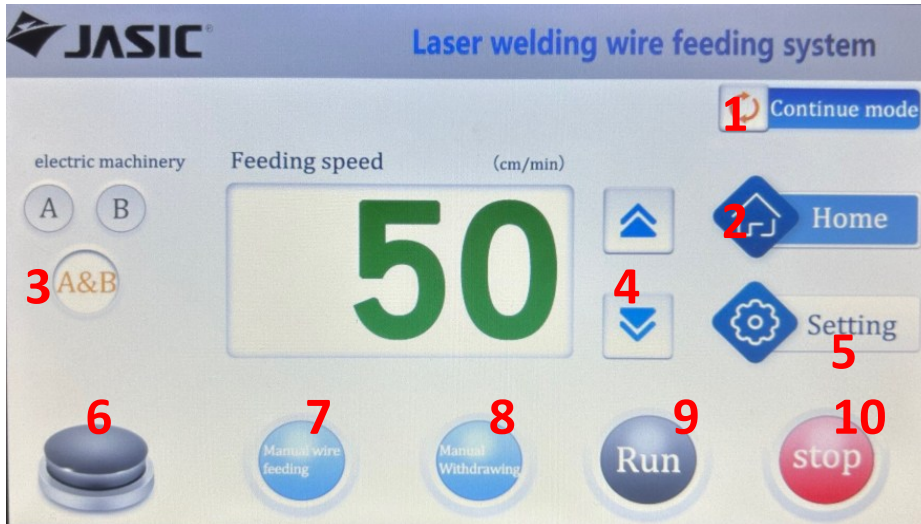 JASIC®
Laser welding wire feeding system
1 Continue mode
electric machinery
Feeding speed (cm/min)
A B
50
2 Home
3 A&B
4
5 Setting
6
7 Manual wire feeding
8 Manual Withdrawing
9 Run
10 stop